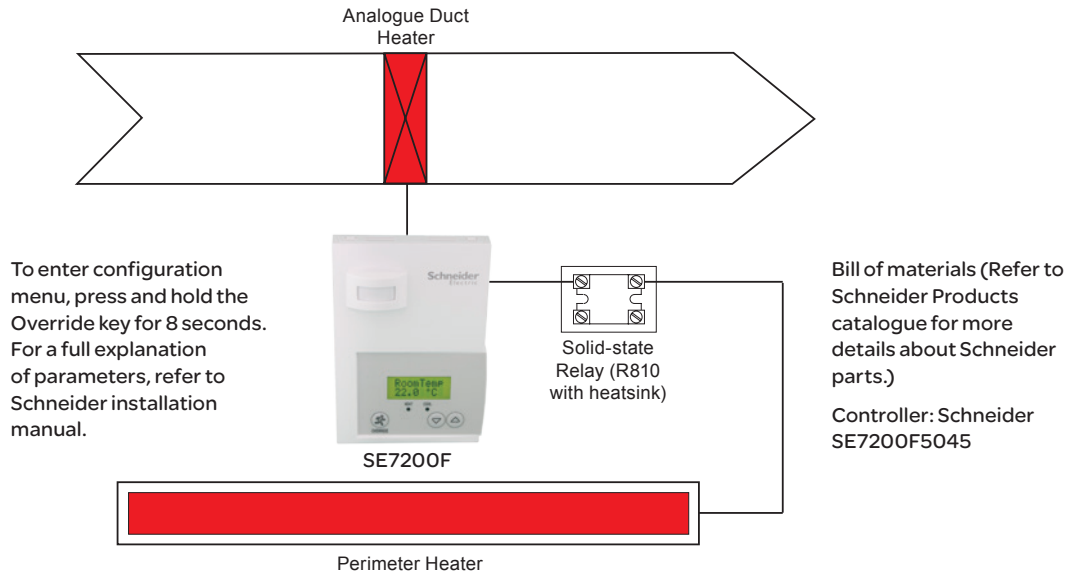 Analogue Duct
Heater
To enter configuration
menu, press and hold the
Override key for 8 seconds.
For a full explanation
of parameters, refer to
Schneider installation
manual.
Schneider
Electric
RoomTemp
22.0 °C
SE7200F
Solid-state
Relay (R810
with heatsink)
Bill of materials (Refer to
Schneider Products
catalogue for more
details about Schneider
parts.)
Controller: Schneider
SE7200F5045
Perimeter Heater